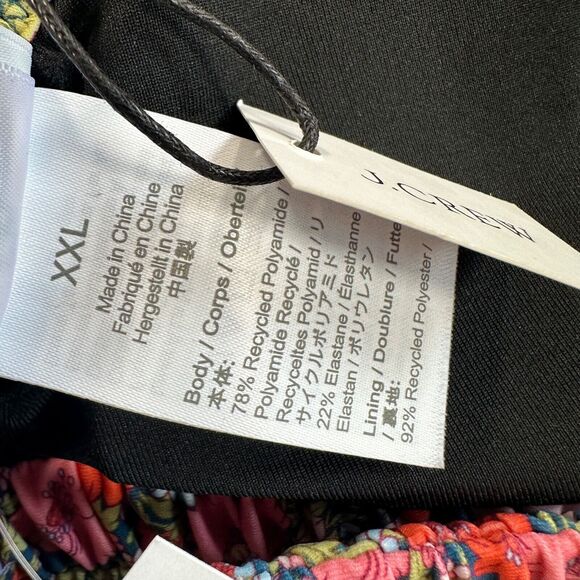 XXL
Made in China
Fabriqué en Chine
Hergestellt in China
中国製
Body / Corps / Obertei
本体:
78% Recycled Polyamide /
Polyamide Recyclé /
Recyceltes Polyamid / リ
サイクルポリアミド
22% Elastane / Élasthanne
Elastan / ポリウレタン
Lining / Doublure / Futte
/ 裏地:
92% Recycled Polyester /
J.CREW